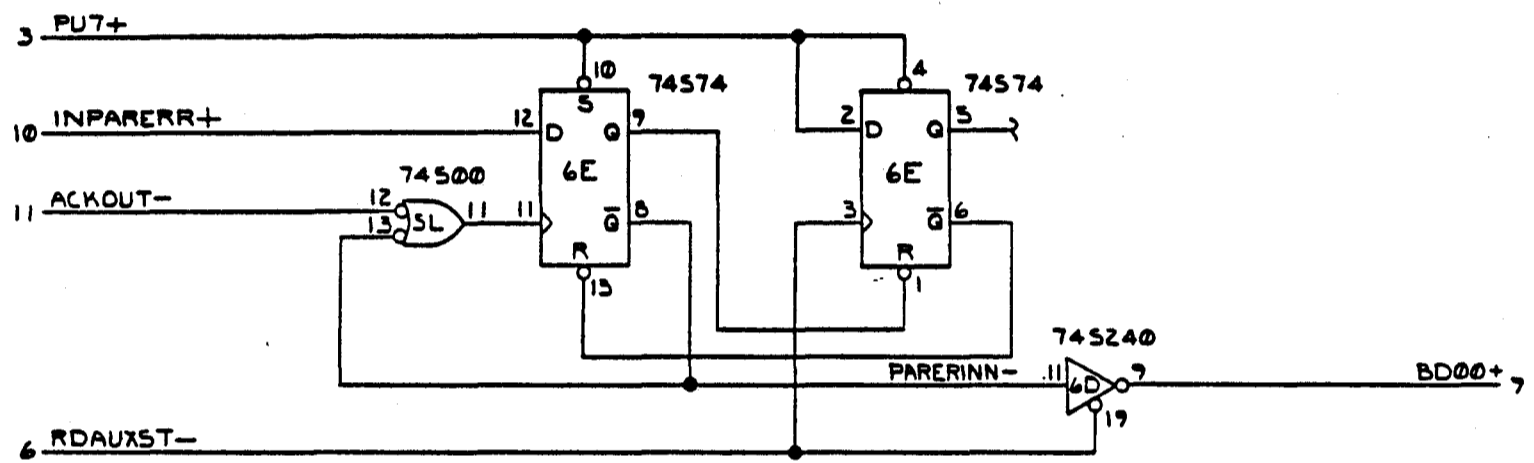 3 PU7+
10 4
74S74 74S74
S
10 INPARERR+ 12 D Q 9 2 D Q 5
6E 6E
74S00
11 ACKOUT- 12
13 5L 11 11 Q̅ 8 3 Q̅ 6
R R
13 1
74S240
PARERINN- 11 6D 9 BD00+ 7
19
6 RDAUXST-